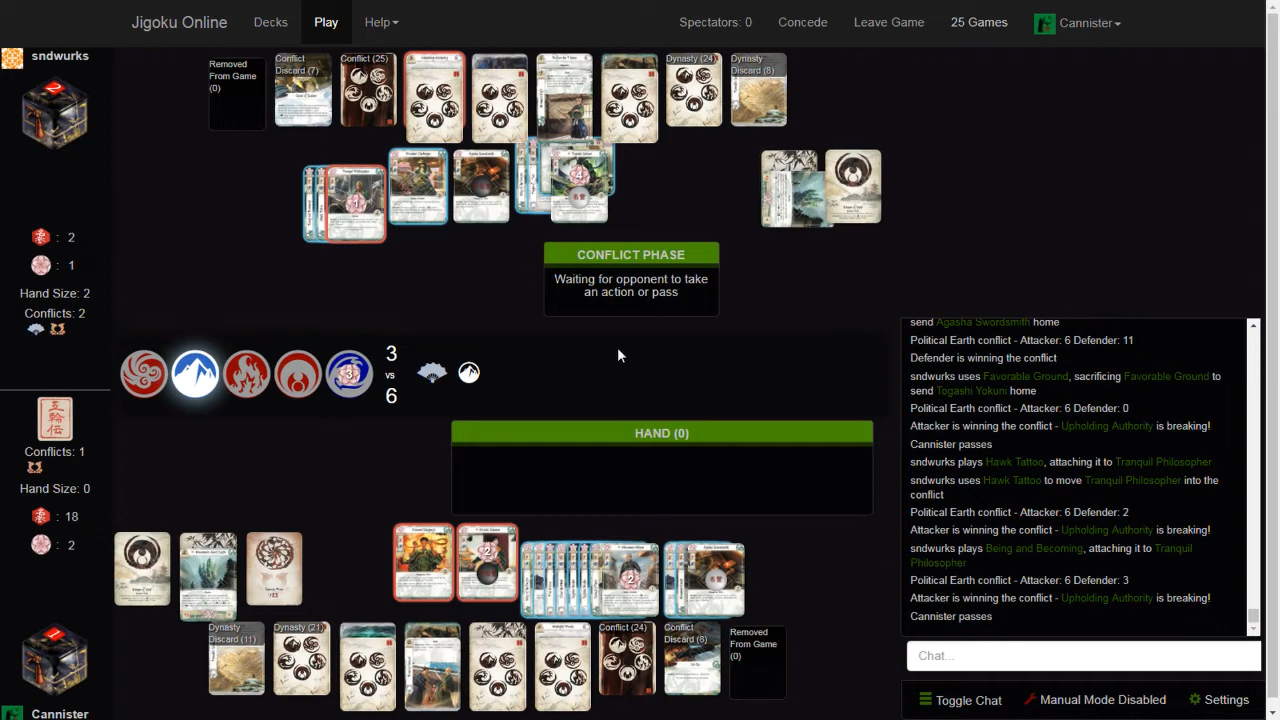 Jigoku Online
Decks
Play
Help
Spectators: 0
Concede
Leave Game
25 Games
Cannister
sndwurks
Removed
From Game
(0)
Conflict
Discard (7)
Conflict (25)
Dynasty (24)
Dynasty
Discard (8)
: 2
: 1
Hand Size: 2
Conflicts: 2
1
4
CONFLICT PHASE
Waiting for opponent to take
an action or pass
3
3
vs
6
HAND (0)
send Agasha Swordsmith home
Political Earth conflict - Attacker: 6 Defender: 11
Defender is winning the conflict
sndwurks uses Favorable Ground, sacrificing Favorable Ground to
send Togashi Yokuni home
Political Earth conflict - Attacker: 6 Defender: 0
Attacker is winning the conflict - Upholding Authority is breaking!
Cannister passes
sndwurks plays Hawk Tattoo, attaching it to Tranquil Philosopher
sndwurks uses Hawk Tattoo to move Tranquil Philosopher into the
conflict
Political Earth conflict - Attacker: 6 Defender: 2
Attacker is winning the conflict - Upholding Authority is breaking!
sndwurks plays Being and Becoming, attaching it to Tranquil
Philosopher
Political Earth conflict - Attacker: 6 Defender: 3
Attacker is winning the conflict - Upholding Authority is breaking!
Cannister passes
五輪伝
Conflicts: 1
Hand Size: 0
: 18
: 2
2
2
Dynasty
Discard (11)
Dynasty (21)
Conflict (24)
Conflict
Discard (8)
Removed
From Game
(0)
Chat...
Toggle Chat
Manual Mode Disabled
Settings
Cannister